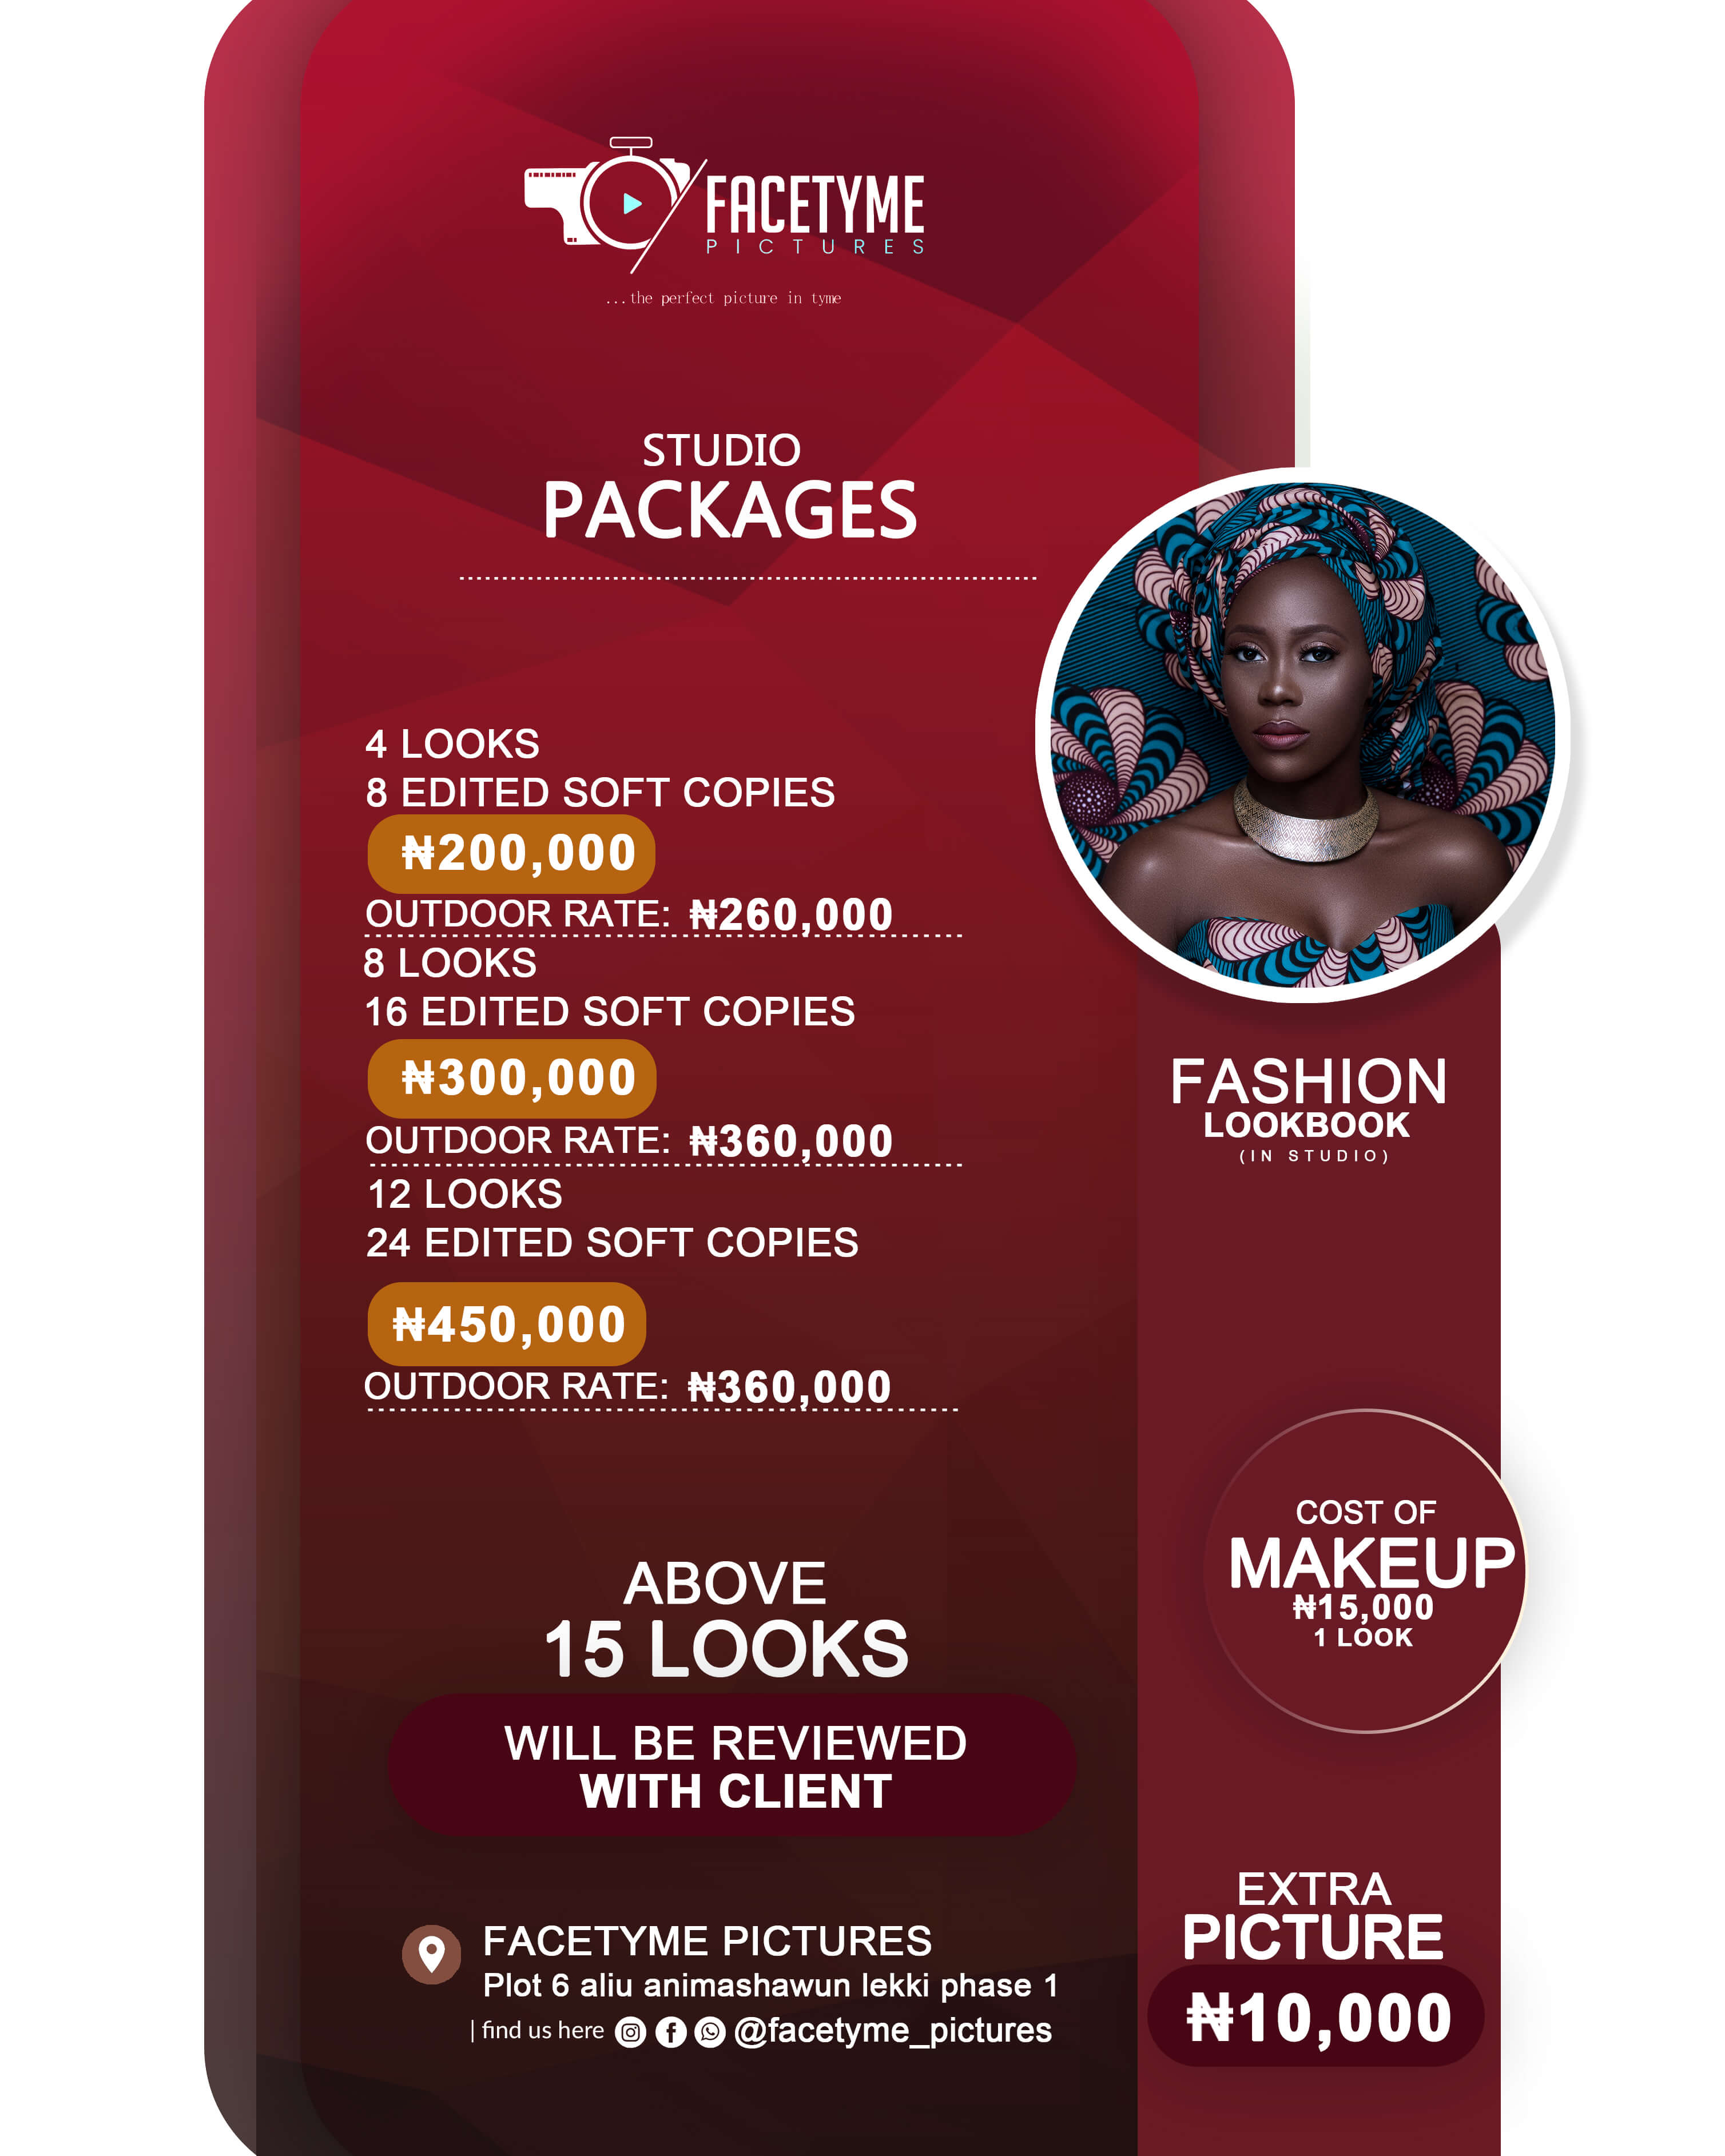 FACETYME
PICTURES
...the perfect picture in tyme
STUDIO
PACKAGES
4 LOOKS
8 EDITED SOFT COPIES
₦200,000
OUTDOOR RATE: ₦260,000
8 LOOKS
16 EDITED SOFT COPIES
₦300,000
OUTDOOR RATE: ₦360,000
12 LOOKS
24 EDITED SOFT COPIES
₦450,000
OUTDOOR RATE: ₦360,000
ABOVE
15 LOOKS
WILL BE REVIEWED
WITH CLIENT
FACETYME PICTURES
Plot 6 aliu animashawun lekki phase 1
| find us here @facetyme_pictures
FASHION
LOOKBOOK
(IN STUDIO)
COST OF
MAKEUP
₦15,000
1 LOOK
EXTRA
PICTURE
₦10,000